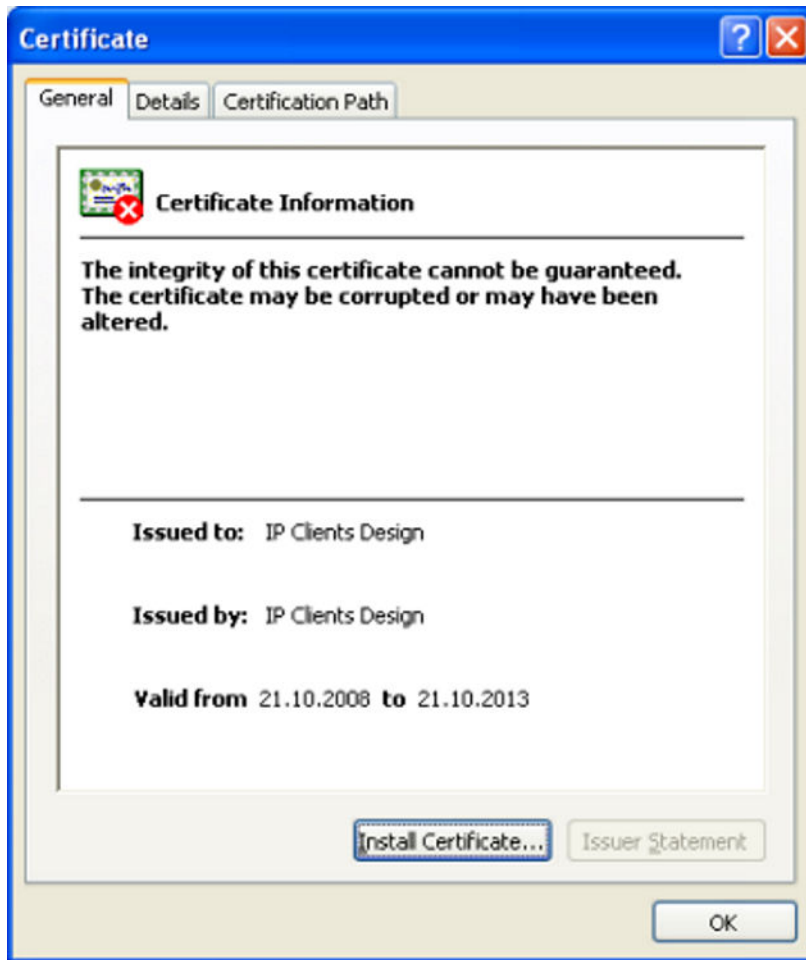 Certificate
General Details Certification Path
Certificate Information
The integrity of this certificate cannot be guaranteed.
The certificate may be corrupted or may have been
altered.
Issued to: IP Clients Design
Issued by: IP Clients Design
Valid from 21.10.2008 to 21.10.2013
Install Certificate... Issuer Statement
OK